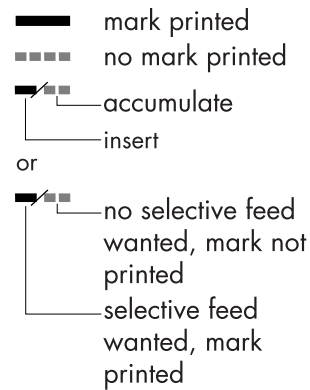 mark printed
no mark printed
accumulate
insert
or
no selective feed
wanted, mark not
printed
selective feed
wanted, mark
printed